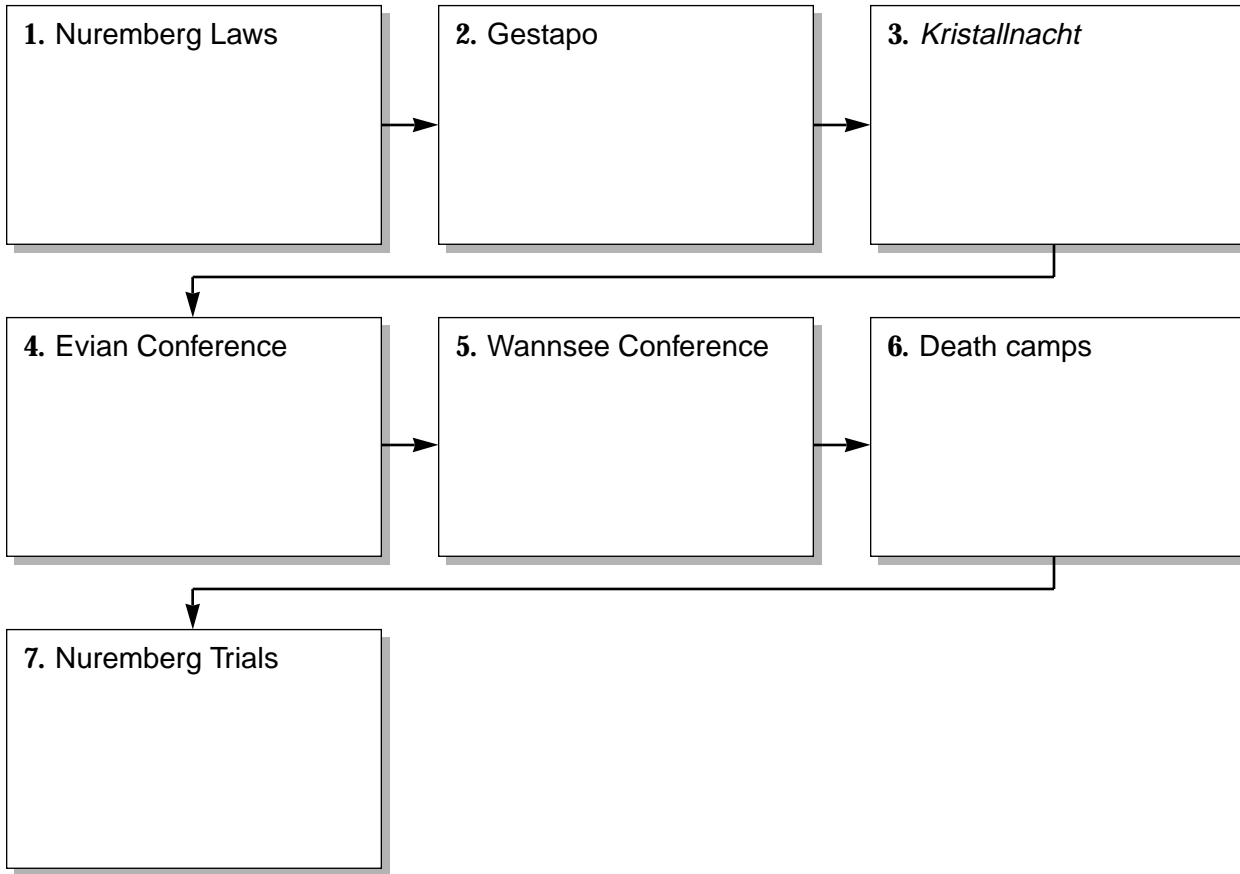 1. Nuremberg Laws
2. Gestapo
3. Kristallnacht
4. Evian Conference
5. Wannsee Conference
6. Death camps
7. Nuremberg Trials